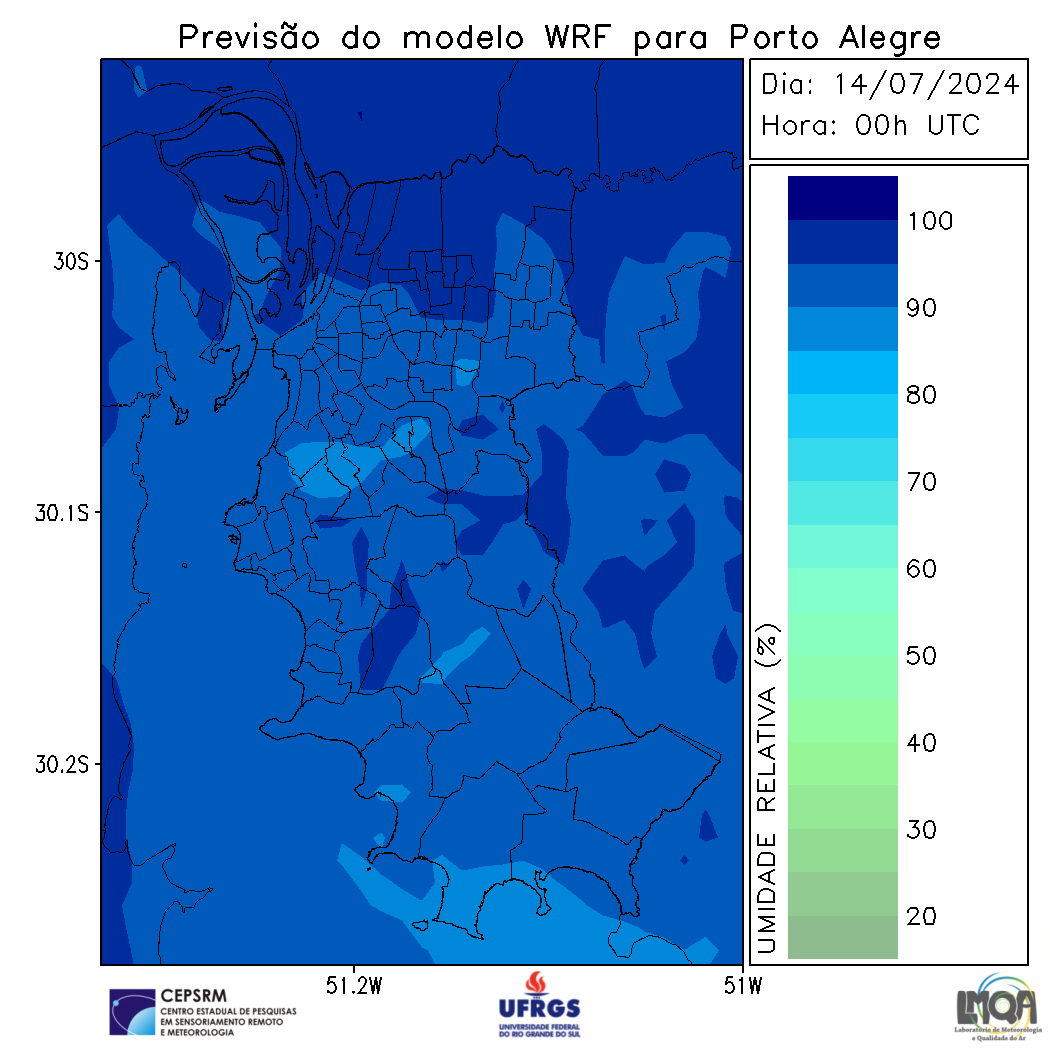 Previsão do modelo WRF para Porto Alegre
Dia: 14/07/2024
Hora: 00h UTC
30S
30.1S
30.2S
51.2W
51W
100
90
80
70
60
50
40
30
20
UMIDADE RELATIVA (%)
CEPSRM
CENTRO ESTADUAL DE PESQUISAS
EM SENSORIAMENTO REMOTO
E METEOROLOGIA
UFRGS
UNIVERSIDADE FEDERAL
DO RIO GRANDE DO SUL
LMQA
Laboratório de Meteorologia
e Qualidade do Ar